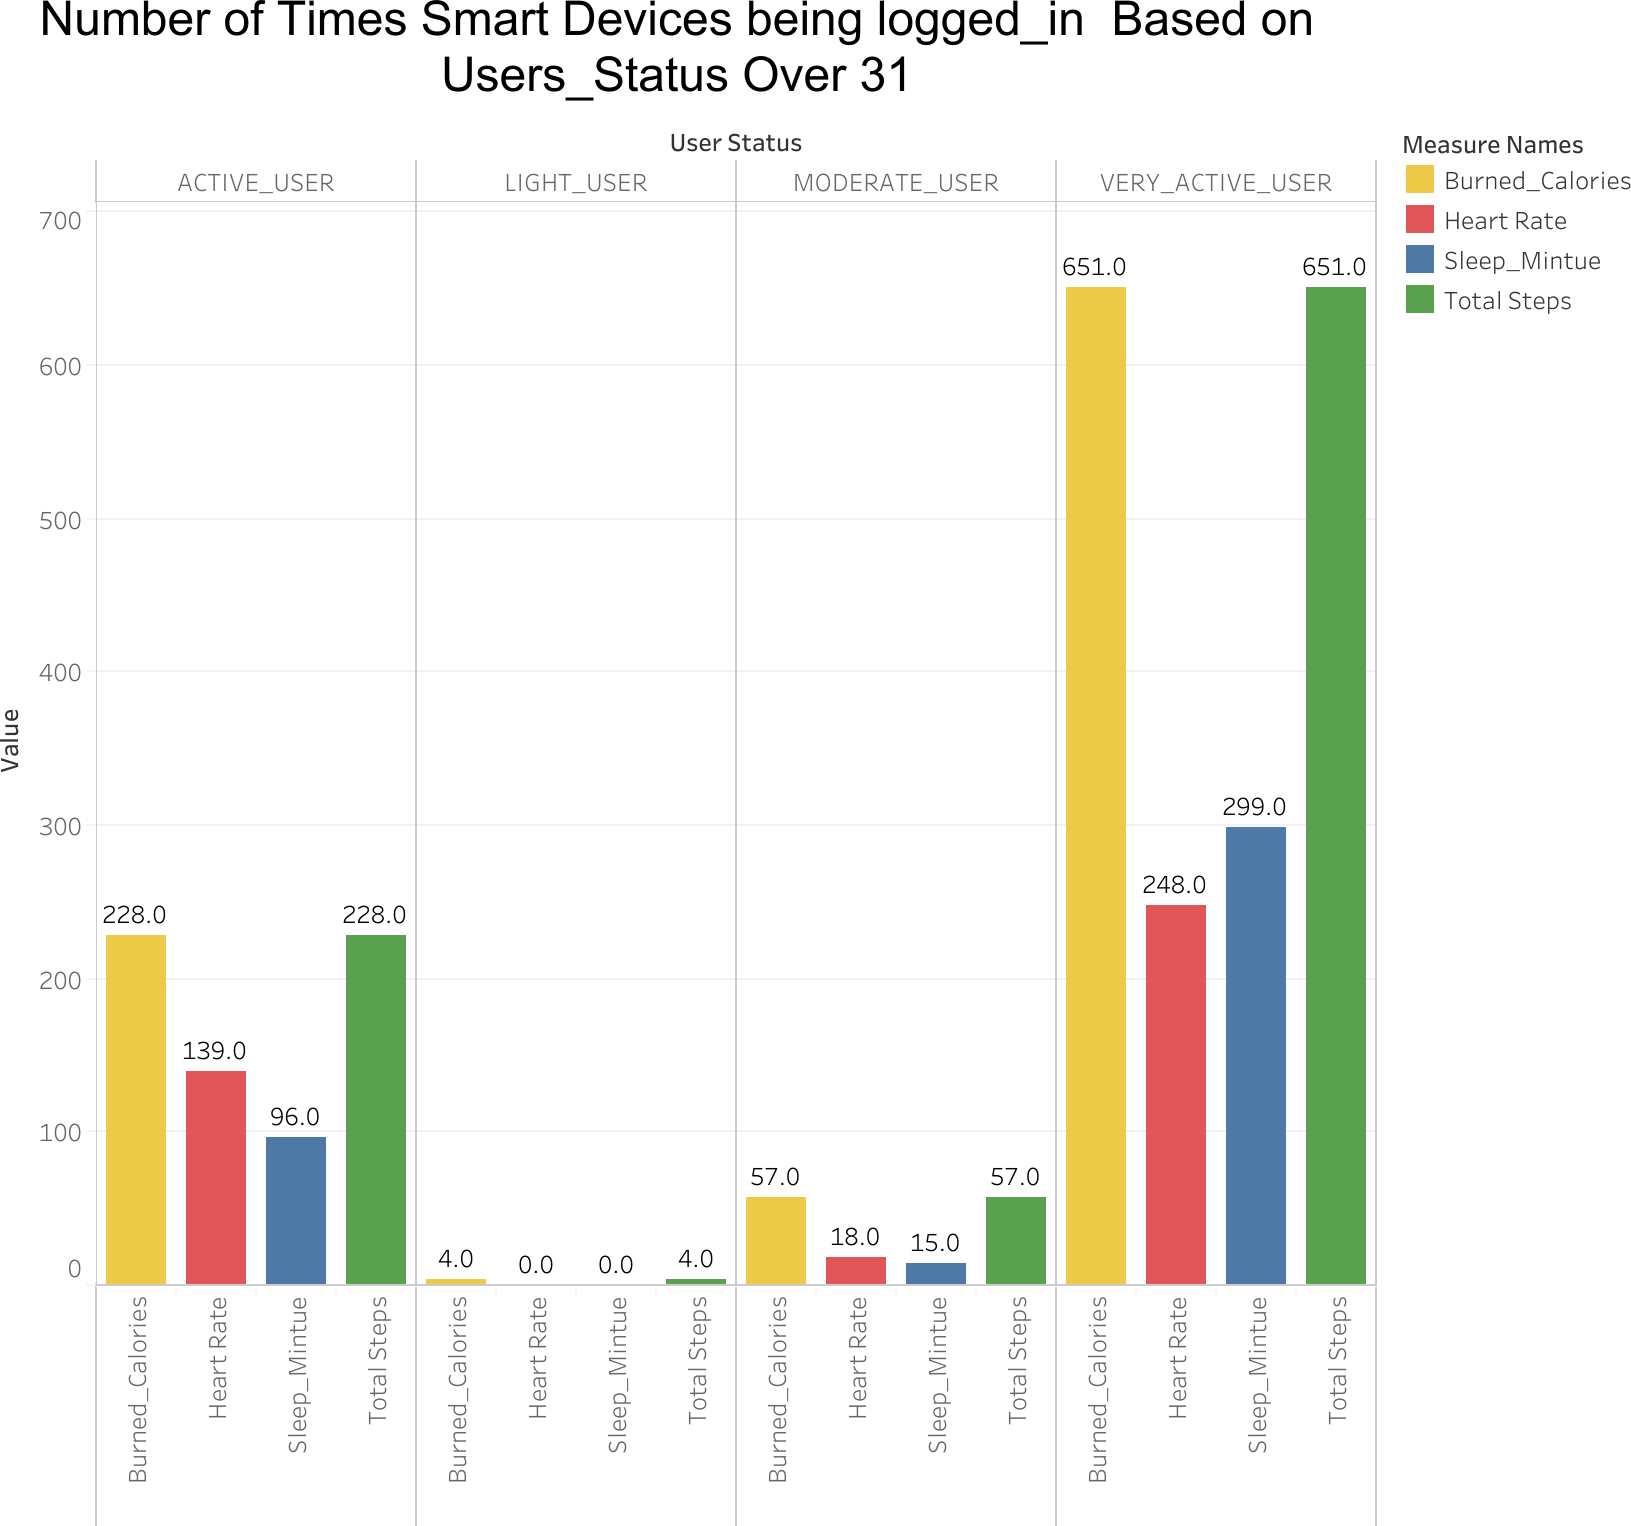 Number of Times Smart Devices being logged_in  Based on
Users_Status Over 31
User Status
ACTIVE_USER LIGHT_USER MODERATE_USER VERY_ACTIVE_USER
Measure Names
Burned_Calories
Heart Rate
Sleep_Mintue
Total Steps
Value
700
600
500
400
300
200
100
0
228.0
139.0
96.0
228.0
4.0
0.0
0.0
4.0
57.0
18.0
15.0
57.0
651.0
248.0
299.0
651.0
Burned_Calories
Heart Rate
Sleep_Mintue
Total Steps
Burned_Calories
Heart Rate
Sleep_Mintue
Total Steps
Burned_Calories
Heart Rate
Sleep_Mintue
Total Steps
Burned_Calories
Heart Rate
Sleep_Mintue
Total Steps